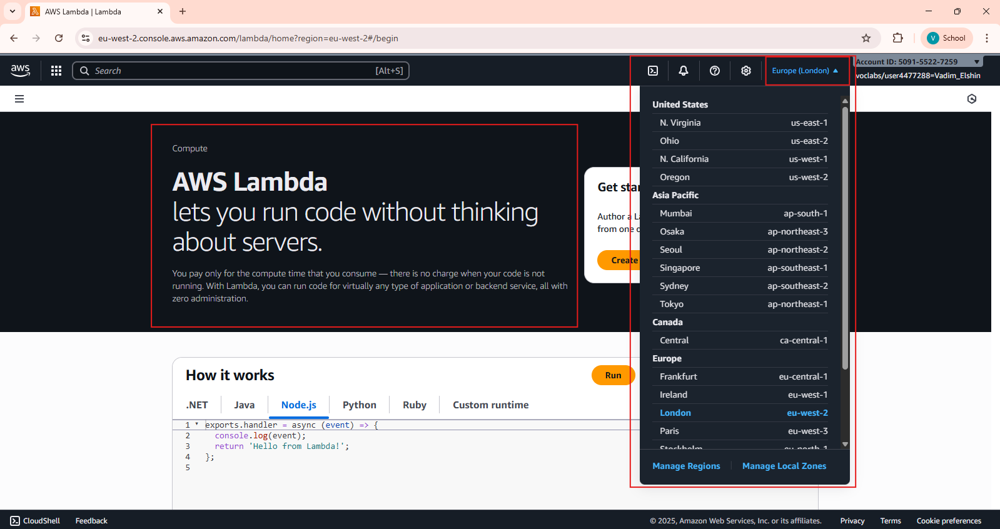 AWS Lambda | Lambda
eu-west-2.console.aws.amazon.com/lambda/home?region=eu-west-2#/begin
V School
aws
Search [Alt+S]
Europe (London)
Account ID: 5091-5522-7259
voclabs/user4477288=Vadim_Elshin
Compute
AWS Lambda
lets you run code without thinking
about servers.
You pay only for the compute time that you consume — there is no charge when your code is not
running. With Lambda, you can run code for virtually any type of application or backend service, all with
zero administration.
Get star
Author a L
from one o
Create
United States
N. Virginia us-east-1
Ohio us-east-2
N. California us-west-1
Oregon us-west-2
Asia Pacific
Mumbai ap-south-1
Osaka ap-northeast-3
Seoul ap-northeast-2
Singapore ap-southeast-1
Sydney ap-southeast-2
Tokyo ap-northeast-1
Canada
Central ca-central-1
Europe
Frankfurt eu-central-1
Ireland eu-west-1
London eu-west-2
Paris eu-west-3
Stockholm eu-north-1
Manage Regions Manage Local Zones
How it works
Run
.NET Java Node.js Python Ruby Custom runtime
1 exports.handler = async (event) => {
2 console.log(event);
3 return 'Hello from Lambda!';
4 };
5
CloudShell Feedback
© 2025, Amazon Web Services, Inc. or its affiliates. Privacy Terms Cookie preferences